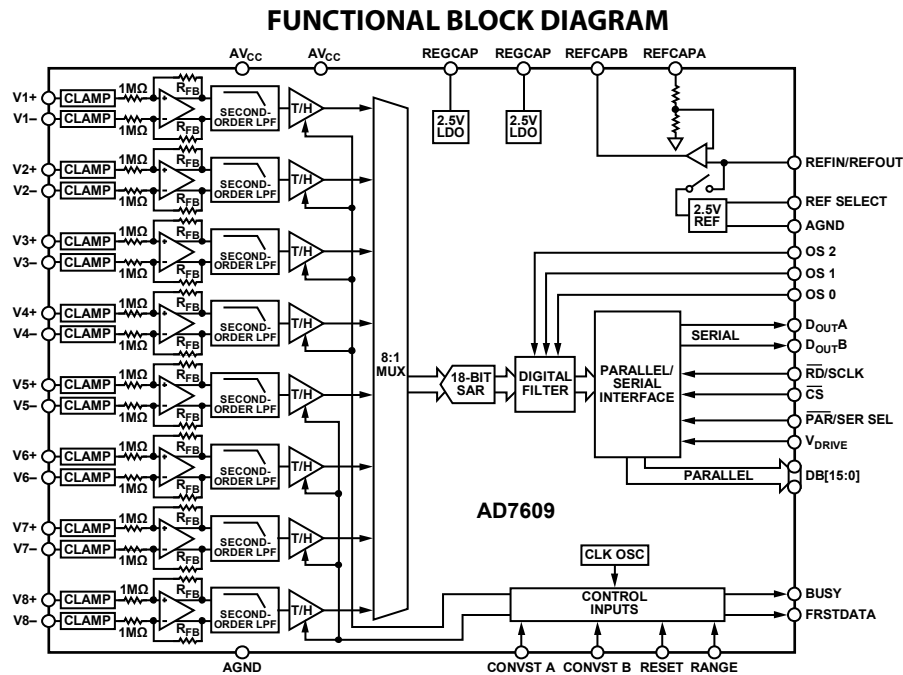 FUNCTIONAL BLOCK DIAGRAM
AVCC
AVCC
REGCAP
REGCAP
REFCAPB
REFCAPA
V1+
CLAMP
1MΩ
RFB
V1–
CLAMP
1MΩ
RFB
SECOND-
ORDER LPF
T/H
V2+
CLAMP
1MΩ
RFB
V2–
CLAMP
1MΩ
RFB
SECOND-
ORDER LPF
T/H
V3+
CLAMP
1MΩ
RFB
V3–
CLAMP
1MΩ
RFB
SECOND-
ORDER LPF
T/H
V4+
CLAMP
1MΩ
RFB
V4–
CLAMP
1MΩ
RFB
SECOND-
ORDER LPF
T/H
V5+
CLAMP
1MΩ
RFB
V5–
CLAMP
1MΩ
RFB
SECOND-
ORDER LPF
T/H
V6+
CLAMP
1MΩ
RFB
V6–
CLAMP
1MΩ
RFB
SECOND-
ORDER LPF
T/H
V7+
CLAMP
1MΩ
RFB
V7–
CLAMP
1MΩ
RFB
SECOND-
ORDER LPF
T/H
V8+
CLAMP
1MΩ
RFB
V8–
CLAMP
1MΩ
RFB
SECOND-
ORDER LPF
T/H
8:1
MUX
2.5V
LDO
2.5V
LDO
REFIN/REFOUT
2.5V
REF
REF SELECT
AGND
OS 2
OS 1
OS 0
18-BIT
SAR
DIGITAL
FILTER
PARALLEL/
SERIAL
INTERFACE
SERIAL
DOUTA
DOUTB
RD/SCLK
CS
PAR/SER SEL
VDRIVE
PARALLEL
DB[15:0]
AD7609
CLK OSC
CONTROL
INPUTS
BUSY
FRSTDATA
AGND
CONVST A
CONVST B
RESET
RANGE